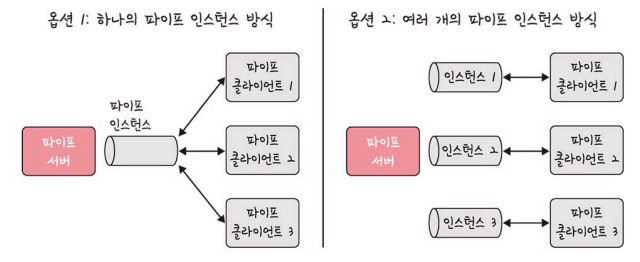 옵션 1: 하나의 파이프 인스턴스 방식
파이프
서버
파이프
인스턴스
파이프
클라이언트 1
파이프
클라이언트 2
파이프
클라이언트 3
옵션 2: 여러 개의 파이프 인스턴스 방식
파이프
서버
인스턴스 1
파이프
클라이언트 1
인스턴스 2
파이프
클라이언트 2
인스턴스 3
파이프
클라이언트 3